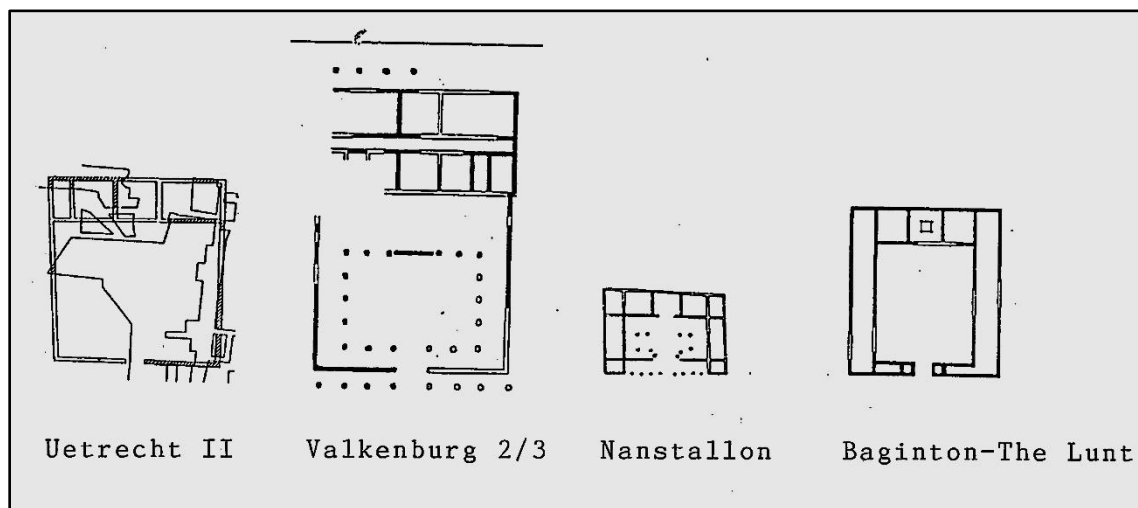 Uetrecht II
Valkenburg 2/3
Nanstallon
Baginton-The Lunt